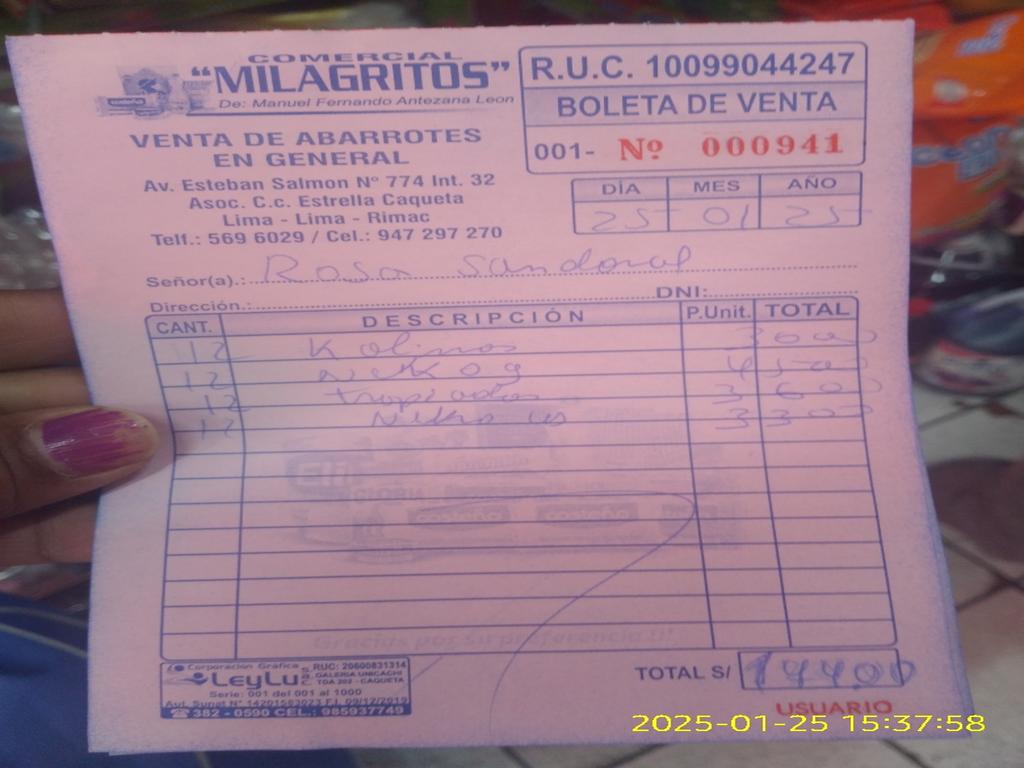 COMERCIAL
"MILAGRITOS"
De: Manuel Fernando Antezana Leon
VENTA DE ABARROTES
EN GENERAL
Av. Esteban Salmon Nº 774 Int. 32
Asoc. C.c. Estrella Caqueta
Lima - Lima - Rimac
Telf.: 569 6029 / Cel.: 947 297 270
R.U.C. 10099044247
BOLETA DE VENTA
001- Nº 000941
DÍA MES AÑO
25 01 25
Señor(a).: Rosa Sandoval
Dirección.: DNI:
CANT. DESCRIPCIÓN P.Unit. TOTAL
12 Kolinos 3000
12 4500
12 3600
12 3300
Gracias por su preferencia !!
TOTAL S/ 144.00
USUARIO
Corporación Gráfica
LeyLu S.A.C.
RUC: 20600831314
GALERIA UNICACHI
TDA 202 - CAQUETA
Serie: 001 del 001 al 1000
Aut. Sunat Nº 14201583023 F.I. 09/12/2019
382 - 0590 CEL.: 985937749
2025-01-25 15:37:58